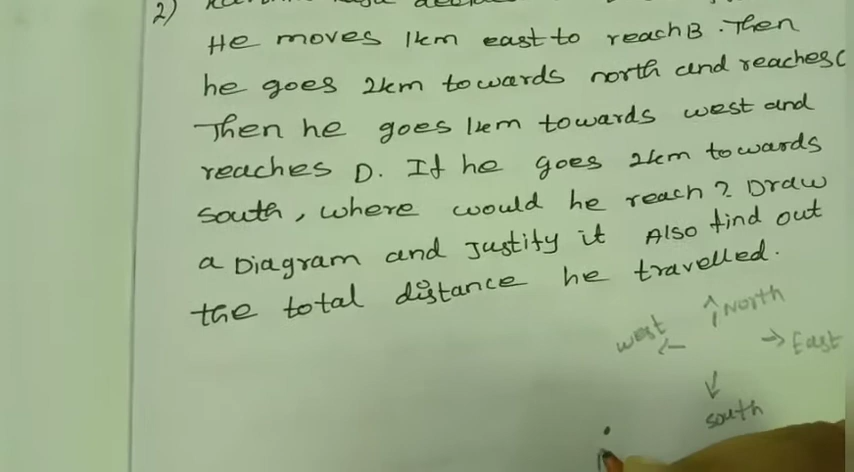 2)
He moves 1km east to reach B. Then
he goes 2km towards north and reaches C
Then he goes 1km towards west and
reaches D. If he goes 2km towards
south, where would he reach? Draw
a Diagram and Justify it Also find out
the total distance he travelled.
North
west
East
south